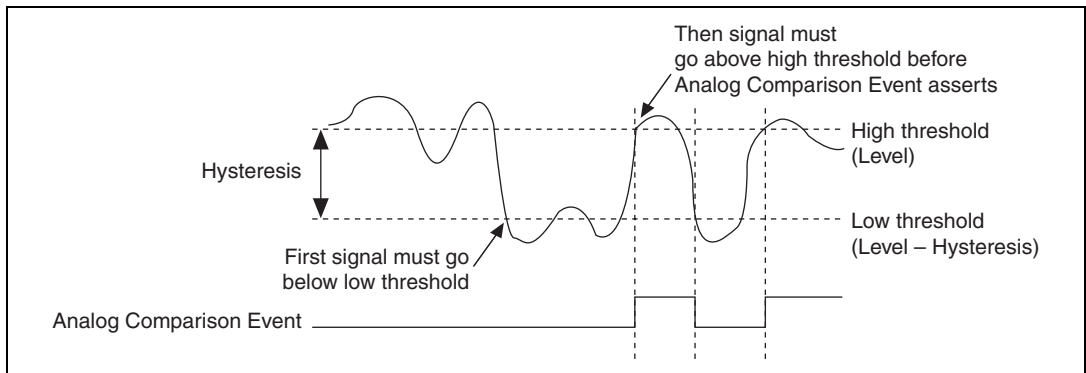 Then signal must
go above high threshold before
Analog Comparison Event asserts
High threshold
(Level)
Hysteresis
Low threshold
(Level – Hysteresis)
First signal must go
below low threshold
Analog Comparison Event